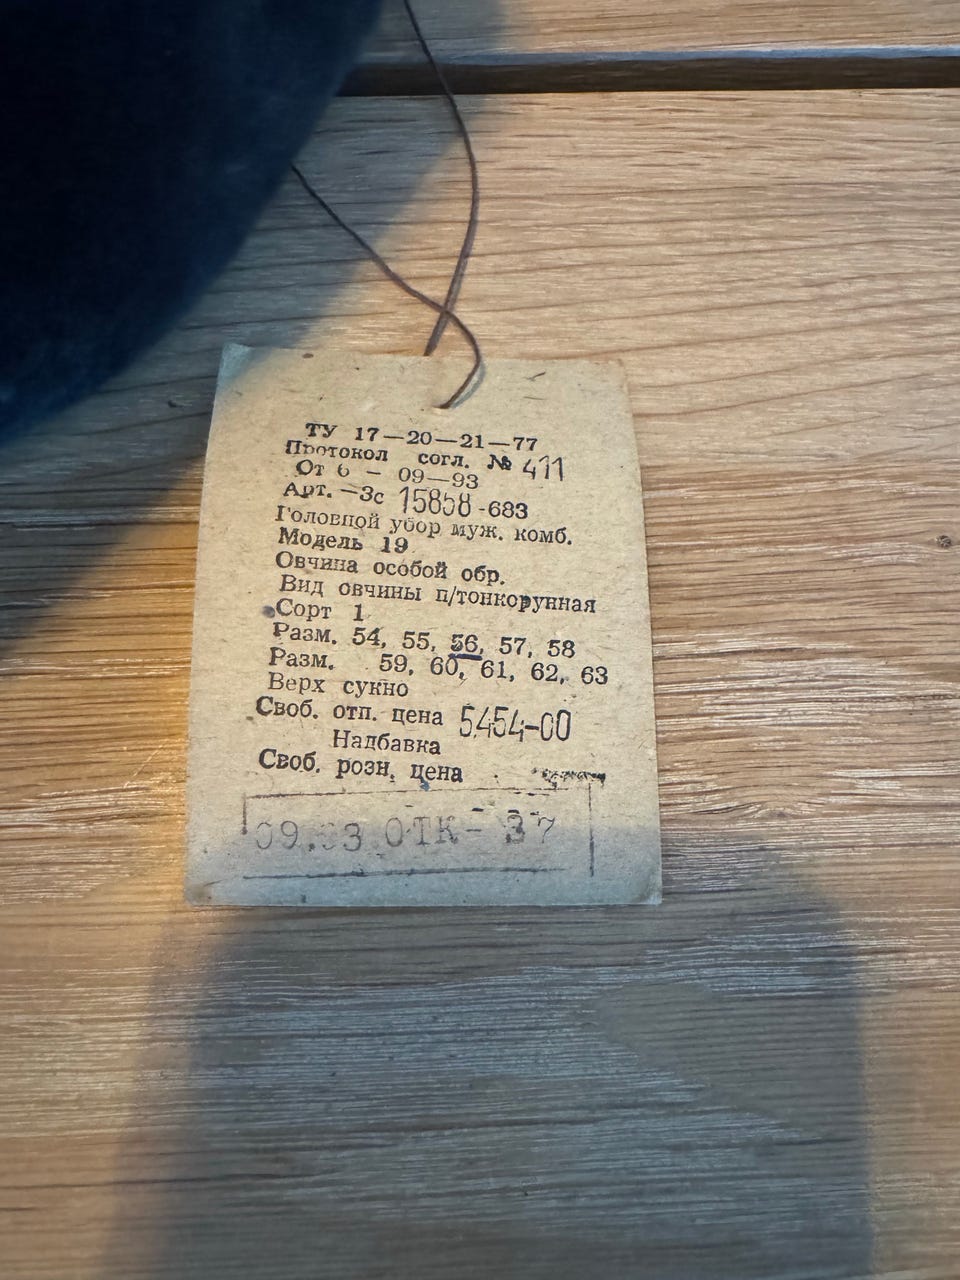 ТУ 17—20—21—77
Протокол согл. № 411
От 6 — 09—93
Арт. —3с 15858-683
Головной убор муж. комб.
Модель 19
Овчина особой обр.
Вид овчины п/тонкорунная
Сорт 1
Разм. 54, 55, 56, 57, 58
Разм. 59, 60, 61, 62, 63
Верх сукно
Своб. отп. цена 5454-00
Надбавка
Своб. розн. цена
09.93 ОТК- 37